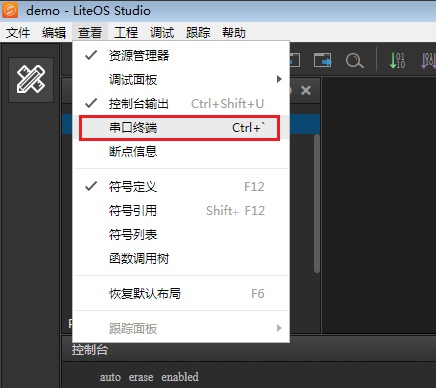 demo - LiteOS Studio
文件 编辑 查看 工程 调试 跟踪 帮助
资源管理器
调试面板
控制台输出 Ctrl+Shift+U
串口终端 Ctrl+`
断点信息
符号定义 F12
符号引用 Shift+ F12
符号列表
函数调用树
恢复默认布局 F6
跟踪面板
控制台
auto erase enabled